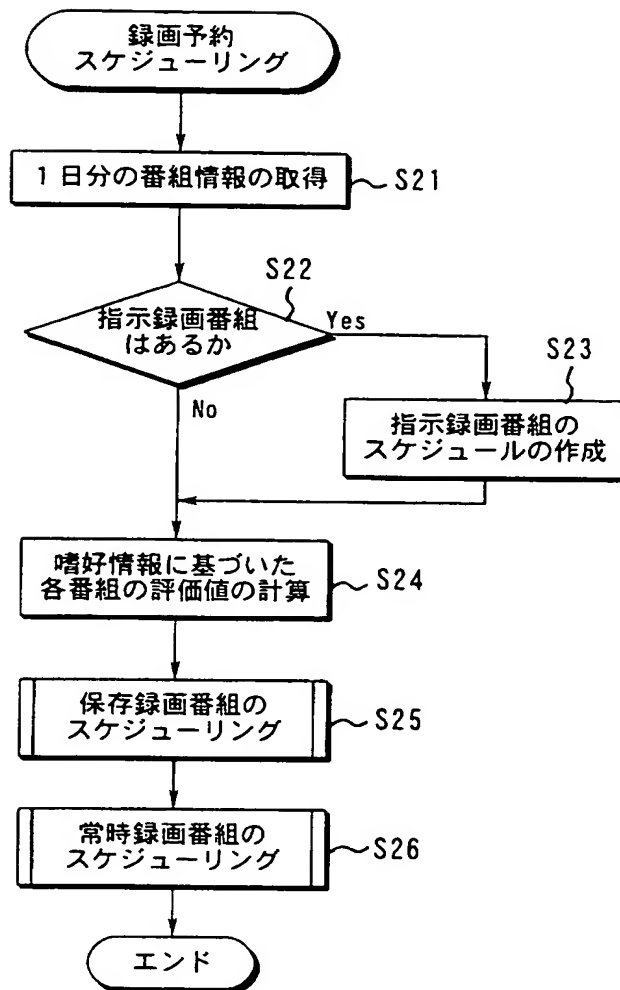 録画予約
スケジューリング
1日分の番組情報の取得
S21
S22
指示録画番組
はあるか
Yes
No
S23
指示録画番組の
スケジュールの作成
嗜好情報に基づいた
各番組の評価値の計算
S24
保存録画番組の
スケジューリング
S25
常時録画番組の
スケジューリング
S26
エンド